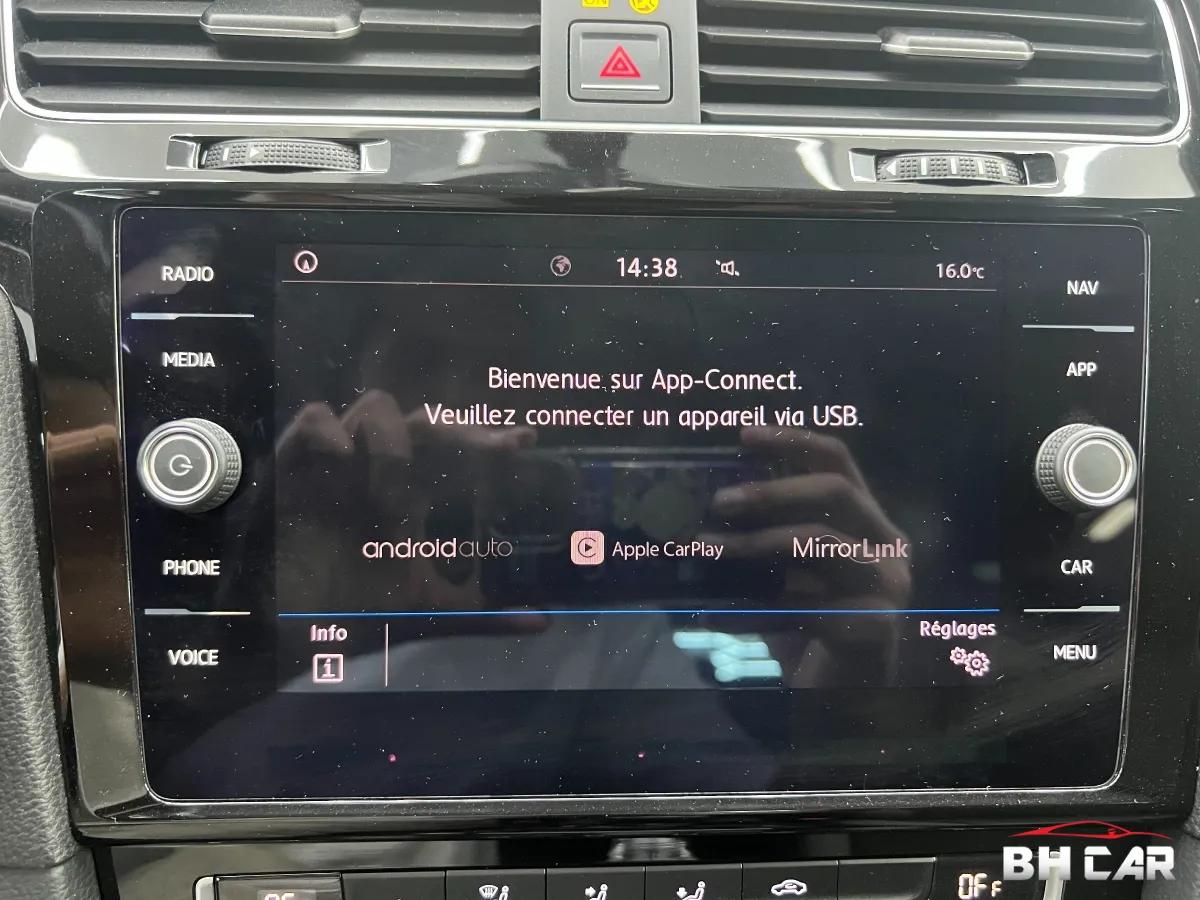 RADIO
MEDIA
PHONE
VOICE
14:38
16.0°C
Bienvenue sur App-Connect.
Veuillez connecter un appareil via USB.
androidauto
Apple CarPlay
MirrorLink
Info
i
Réglages
NAV
APP
CAR
MENU
OFF
BH CAR